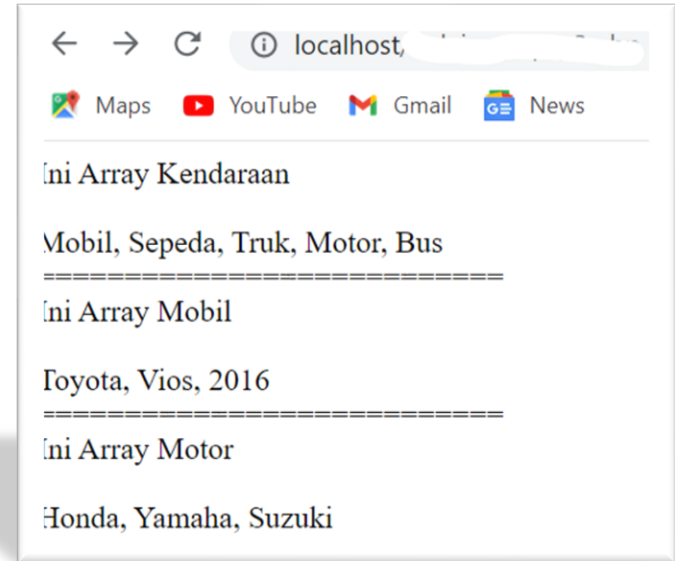 localhost
Maps YouTube Gmail GE News
Ini Array Kendaraan
Mobil, Sepeda, Truk, Motor, Bus
===========================
Ini Array Mobil
Toyota, Vios, 2016
===========================
Ini Array Motor
Honda, Yamaha, Suzuki